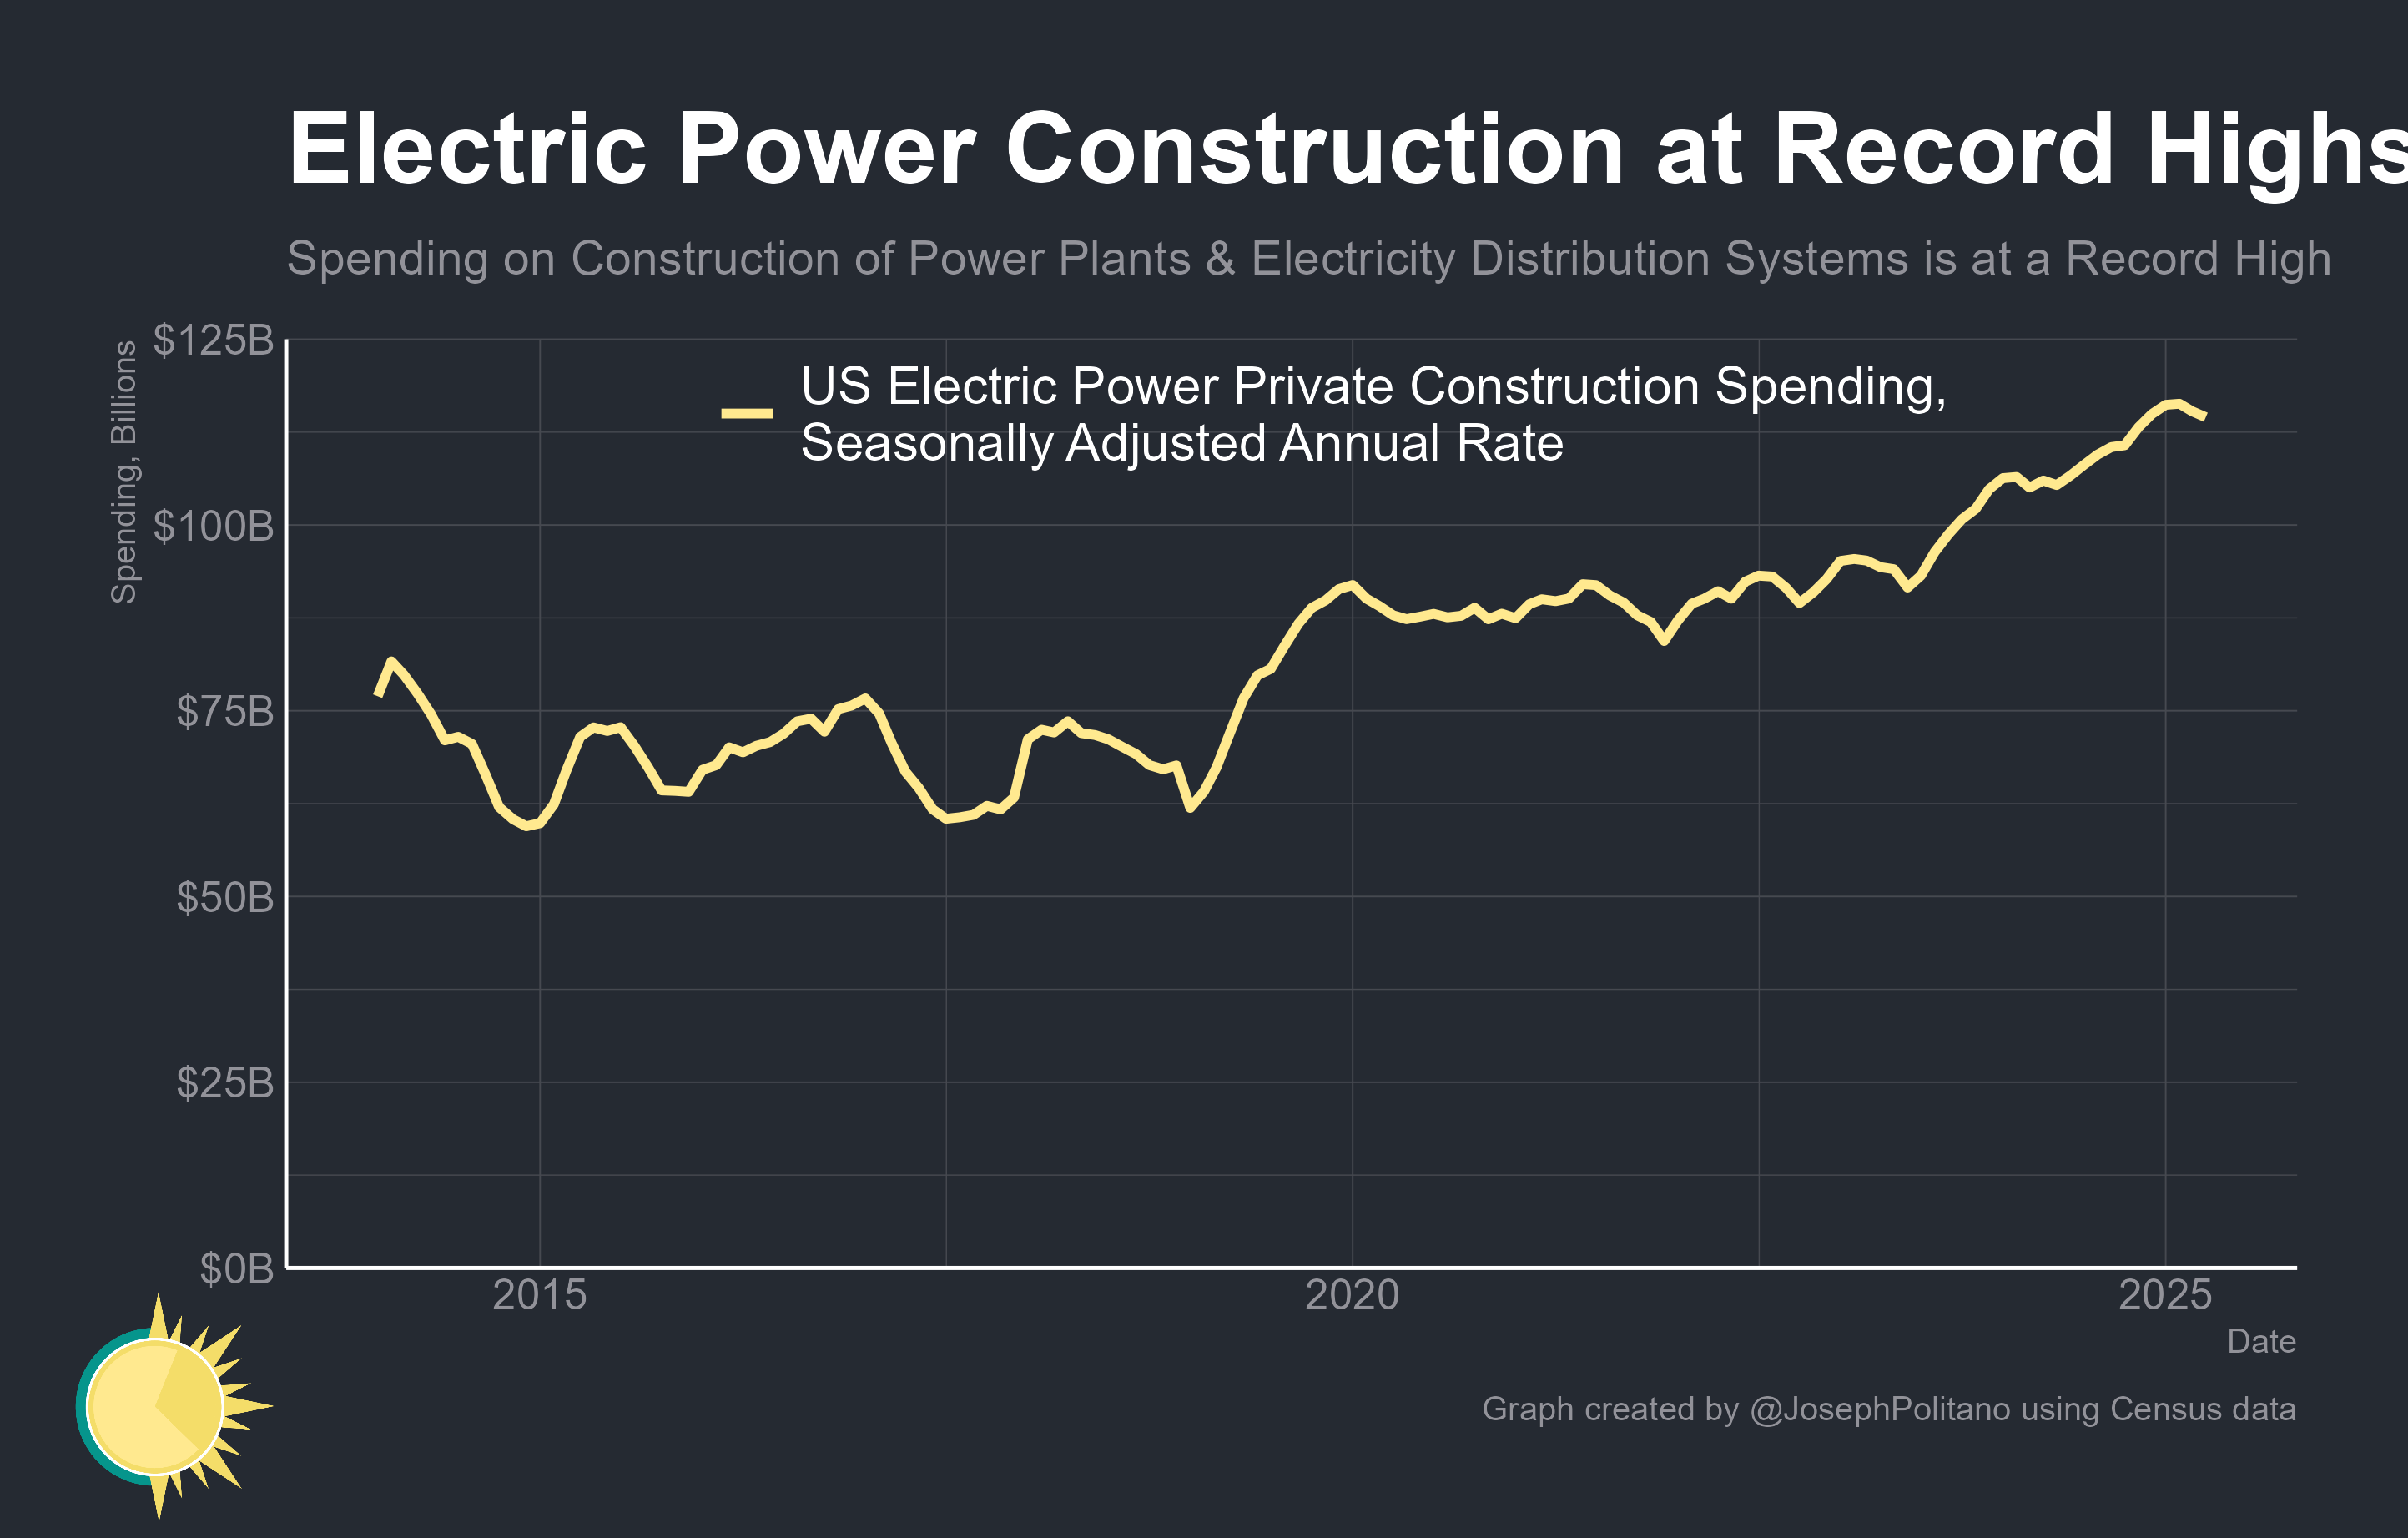 Electric Power Construction at Record Highs
Spending on Construction of Power Plants & Electricity Distribution Systems is at a Record High
Spending, Billions
$125B
$100B
$75B
$50B
$25B
$0B
US Electric Power Private Construction Spending,
Seasonally Adjusted Annual Rate
2015
2020
2025
Date
Graph created by @JosephPolitano using Census data